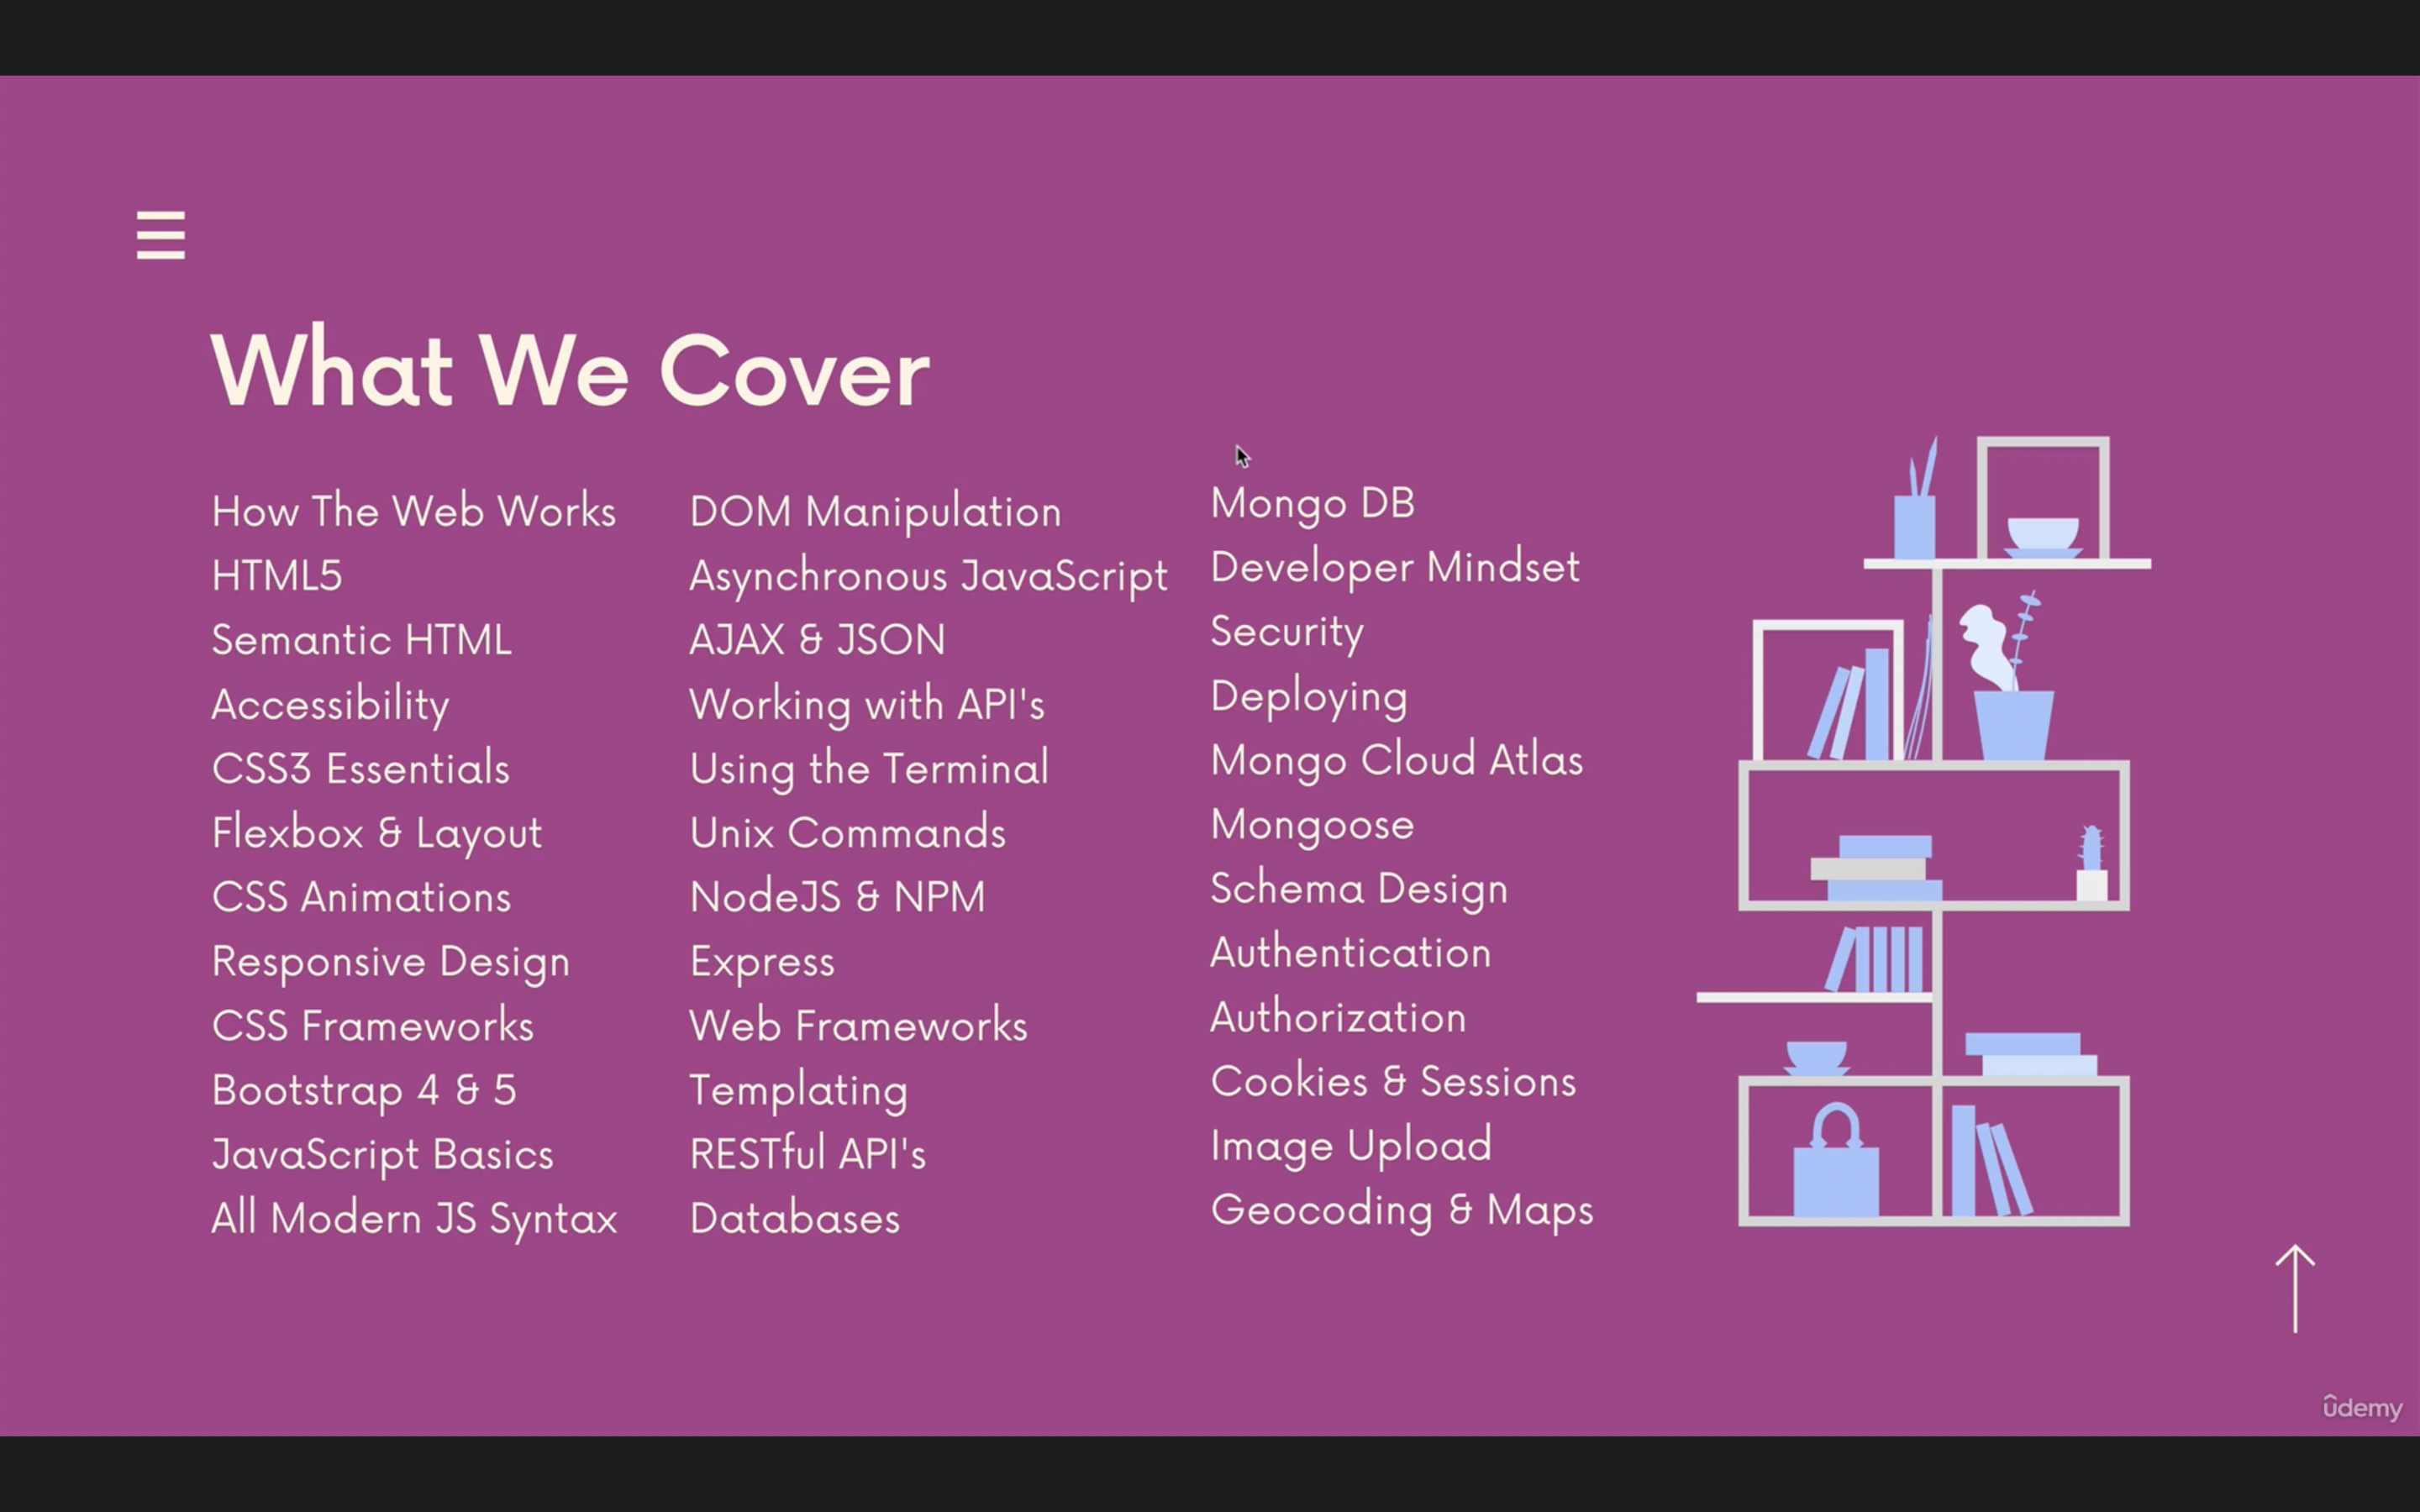 What We Cover
How The Web Works
HTML5
Semantic HTML
Accessibility
CSS3 Essentials
Flexbox & Layout
CSS Animations
Responsive Design
CSS Frameworks
Bootstrap 4 & 5
JavaScript Basics
All Modern JS Syntax
DOM Manipulation
Asynchronous JavaScript
AJAX & JSON
Working with API's
Using the Terminal
Unix Commands
NodeJS & NPM
Express
Web Frameworks
Templating
RESTful API's
Databases
Mongo DB
Developer Mindset
Security
Deploying
Mongo Cloud Atlas
Mongoose
Schema Design
Authentication
Authorization
Cookies & Sessions
Image Upload
Geocoding & Maps
udemy